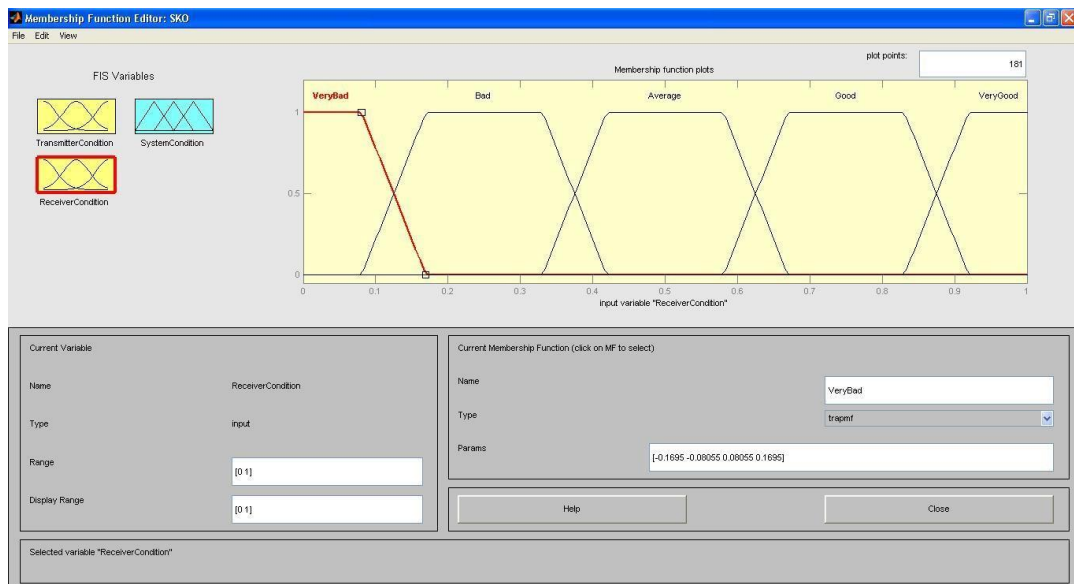 Membership Function Editor: SKO
File Edit View
FIS Variables
plot points:
181
Membership function plots
TransmitterCondition
SystemCondition
ReceiverCondition
VeryBad
Bad
Average
Good
VeryGood
1
0.5
0
0 0.1 0.2 0.3 0.4 0.5 0.6 0.7 0.8 0.9 1
input variable "ReceiverCondition"
Current Variable
Name
ReceiverCondition
Type
input
Range
[0 1]
Display Range
[0 1]
Current Membership Function (click on MF to select)
Name
VeryBad
Type
trapmf
Params
[-0.1695 -0.08055 0.08055 0.1695]
Help
Close
Selected variable "ReceiverCondition"